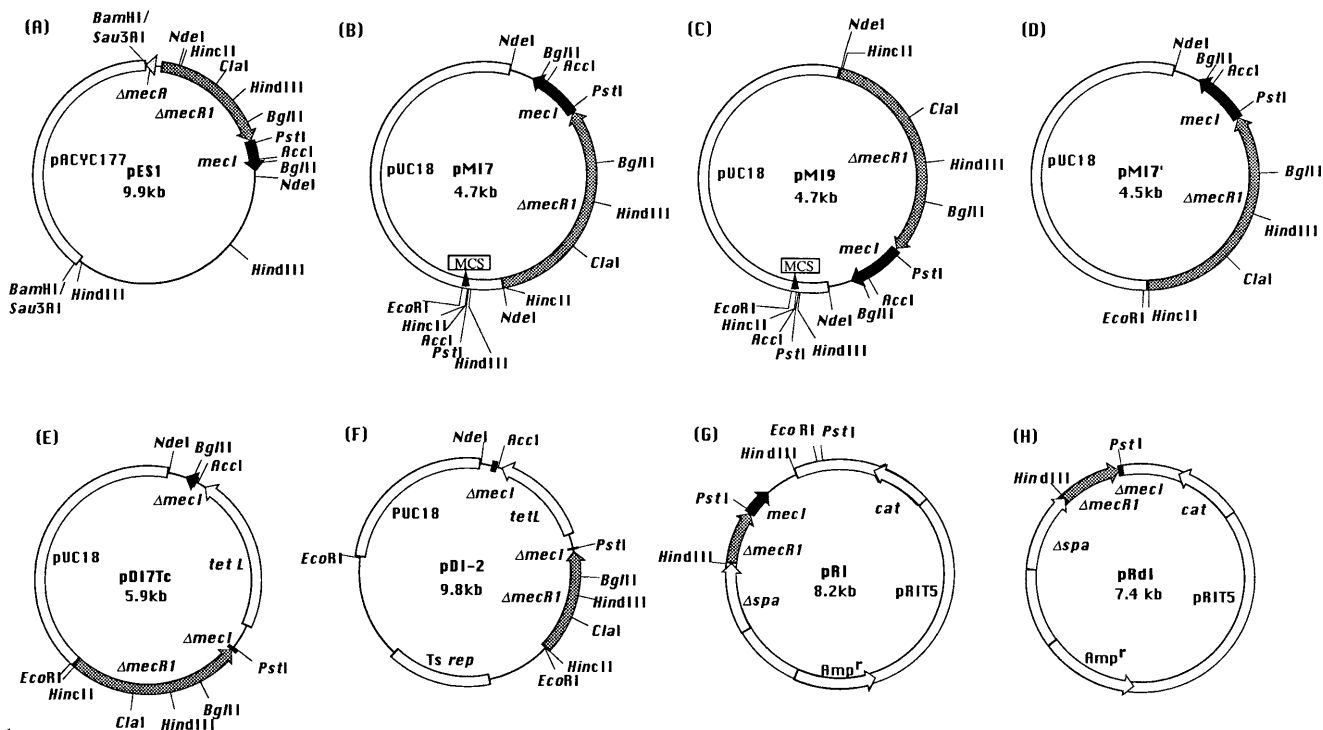 (A)
BamHI/
Sau3AI
NdeI
HincII
ClaI
HindIII
BglII
PstI
AccI
BglII
NdeI
HindIII
HindIII
BamHI/
Sau3AI
ΔmecA
ΔmecR1
mecI
pACYC177
pES1
9.9kb
(B)
NdeI
BglII
AccI
PstI
mecI
BglII
ΔmecR1
HindIII
ClaI
HincII
NdeI
pUC18
pMI7
4.7kb
MCS
EcoRI
HincII
AccI
PstI
HindIII
(C)
NdeI
HincII
ClaI
ΔmecR1
HindIII
BglII
mecI
PstI
AccI
BglII
NdeI
pUC18
pMI9
4.7kb
MCS
EcoRI
HincII
AccI
PstI
HindIII
(D)
NdeI
BglII
AccI
PstI
mecI
BglII
ΔmecR1
HindIII
ClaI
EcoRI
HincII
pUC18
pMI7'
4.5kb
(E)
NdeI
BglII
AccI
ΔmecI
tetL
pUC18
pDI7Tc
5.9kb
ΔmecI
PstI
ΔmecR1
EcoRI
HincII
ClaI
HindIII
BglII
(F)
NdeI
AccI
ΔmecI
tetL
PUC18
EcoRI
ΔmecI
PstI
pDI-2
9.8kb
BglII
ΔmecR1
HindIII
ClaI
HincII
EcoRI
Ts rep
(G)
EcoRI
PstI
HindIII
PstI
mecI
cat
HindIII
ΔmecR1
pRI
8.2kb
pRIT5
Δspa
Ampr
(H)
PstI
HindIII
ΔmecI
ΔmecR1
cat
Δspa
pRdI
7.4 kb
pRIT5
Ampr